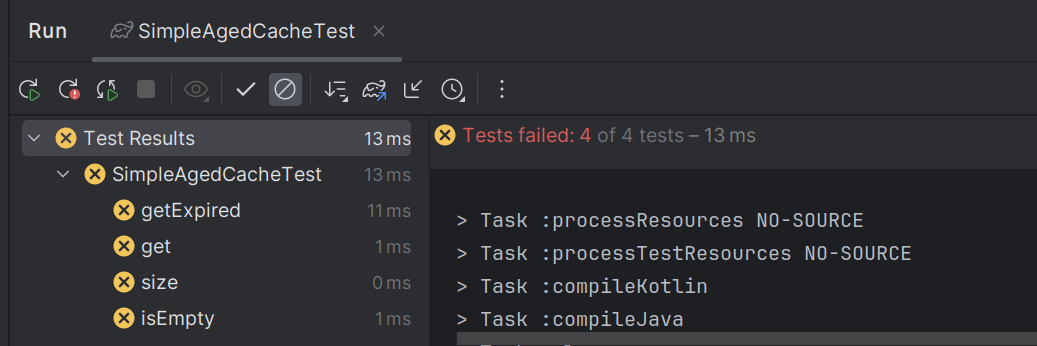 Run SimpleAgedCacheTest
Test Results 13 ms
SimpleAgedCacheTest 13 ms
getExpired 11 ms
get 1 ms
size 0 ms
isEmpty 1 ms
Tests failed: 4 of 4 tests – 13 ms
> Task :processResources NO-SOURCE
> Task :processTestResources NO-SOURCE
> Task :compileKotlin
> Task :compileJava